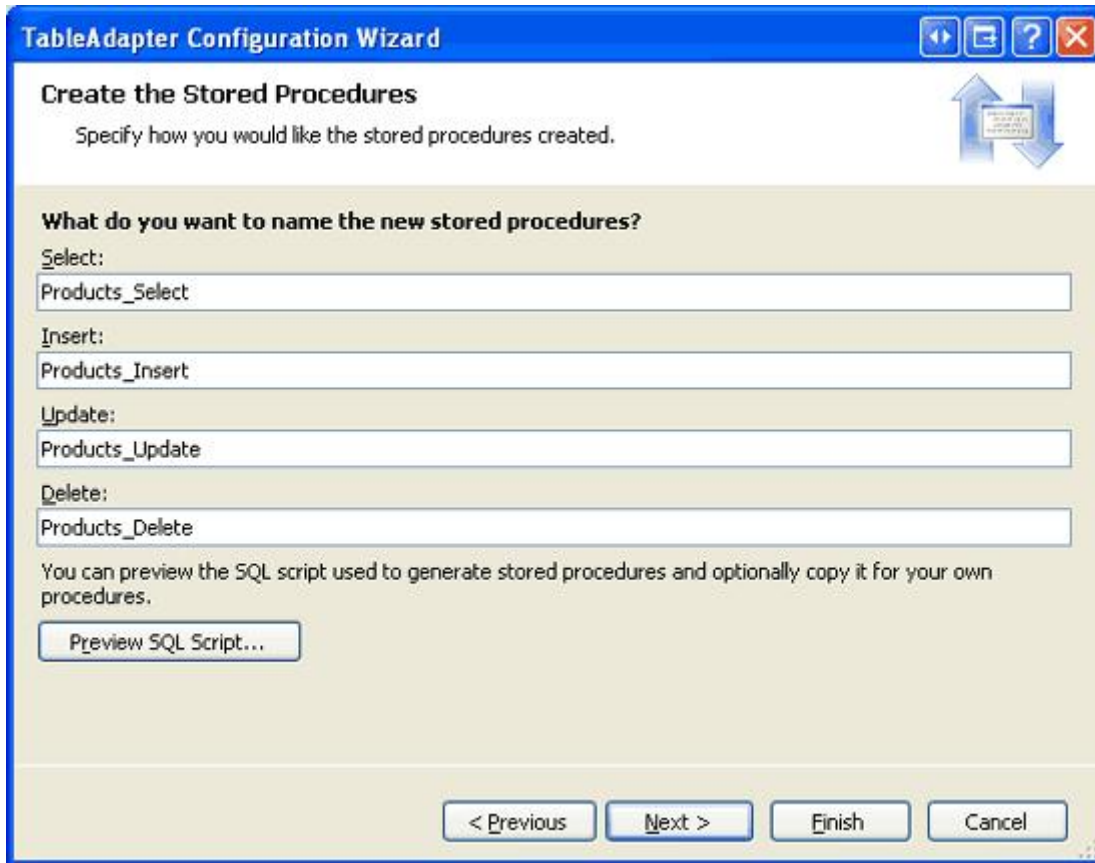 TableAdapter Configuration Wizard
Create the Stored Procedures
Specify how you would like the stored procedures created.
What do you want to name the new stored procedures?
Select:
Products_Select
Insert:
Products_Insert
Update:
Products_Update
Delete:
Products_Delete
You can preview the SQL script used to generate stored procedures and optionally copy it for your own
procedures.
Preview SQL Script...
< Previous Next > Finish Cancel